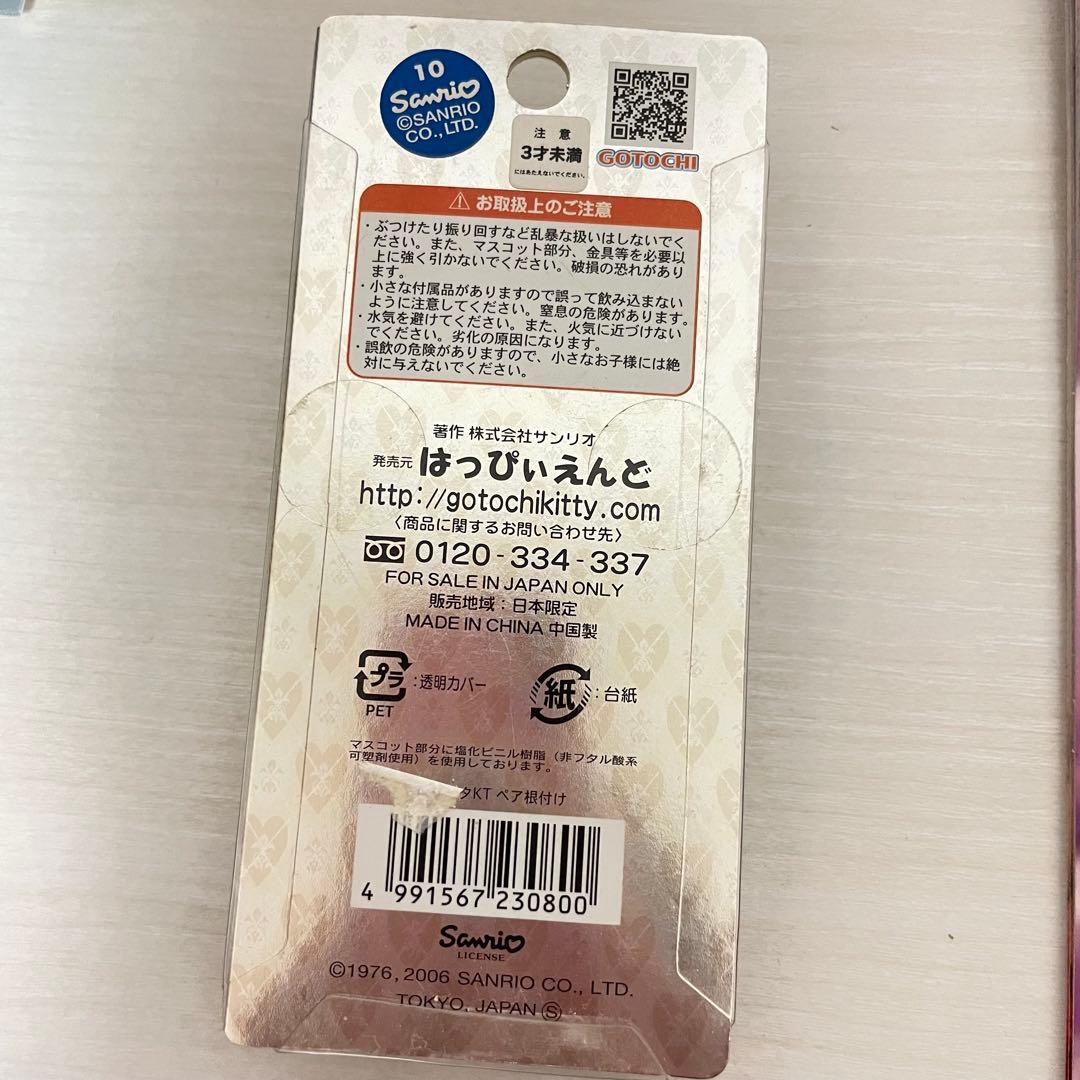 10
Sanrio
©SANRIO
CO.,LTD.
注意
3才未満
にはあたえないでください。
GOTOCHI
⚠ お取扱上のご注意
・ぶつけたり振り回すなど乱暴な扱いはしないでく
ださい。また、マスコット部分、金具等を必要以
上に強く引かないでください。破損の恐れがあり
ます。
・小さな付属品がありますので誤って飲み込まない
ように注意してください。窒息の危険があります。
・水気を避けてください。また、火気に近づけない
でください。劣化の原因になります。
・誤飲の危険がありますので、小さなお子様には絶
対に与えないでください。
著作 株式会社サンリオ
発売元 はっぴぃえんど
http://gotochikitty.com
〈商品に関するお問い合わせ先〉
0120-334-337
FOR SALE IN JAPAN ONLY
販売地域：日本限定
MADE IN CHINA 中国製
プラ:透明カバー
PET
紙:台紙
マスコット部分に塩化ビニル樹脂（非フタル酸系
可塑剤使用）を使用しております。
タKT ペア根付け
4 991567 230800
Sanrio
LICENSE
©1976, 2006 SANRIO CO., LTD.
TOKYO, JAPAN Ⓢ